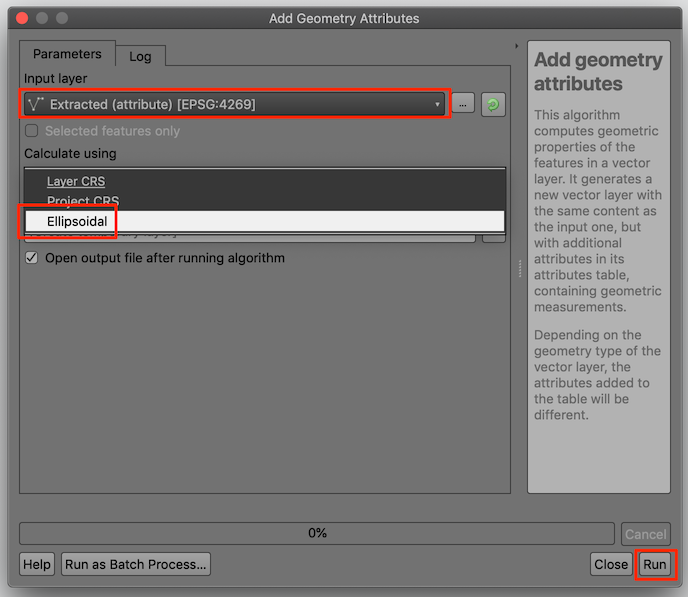 Add Geometry Attributes
Parameters
Log
Input layer
Extracted (attribute) [EPSG:4269]
...
Selected features only
Calculate using
Layer CRS
Project CRS
Ellipsoidal
Open output file after running algorithm
Add geometry
attributes
This algorithm
computes geometric
properties of the
features in a vector
layer. It generates a
new vector layer with
the same content as
the input one, but
with additional
attributes in its
attributes table,
containing geometric
measurements.
Depending on the
geometry type of the
vector layer, the
attributes added to
the table will be
different.
0%
Cancel
Help
Run as Batch Process...
Close
Run